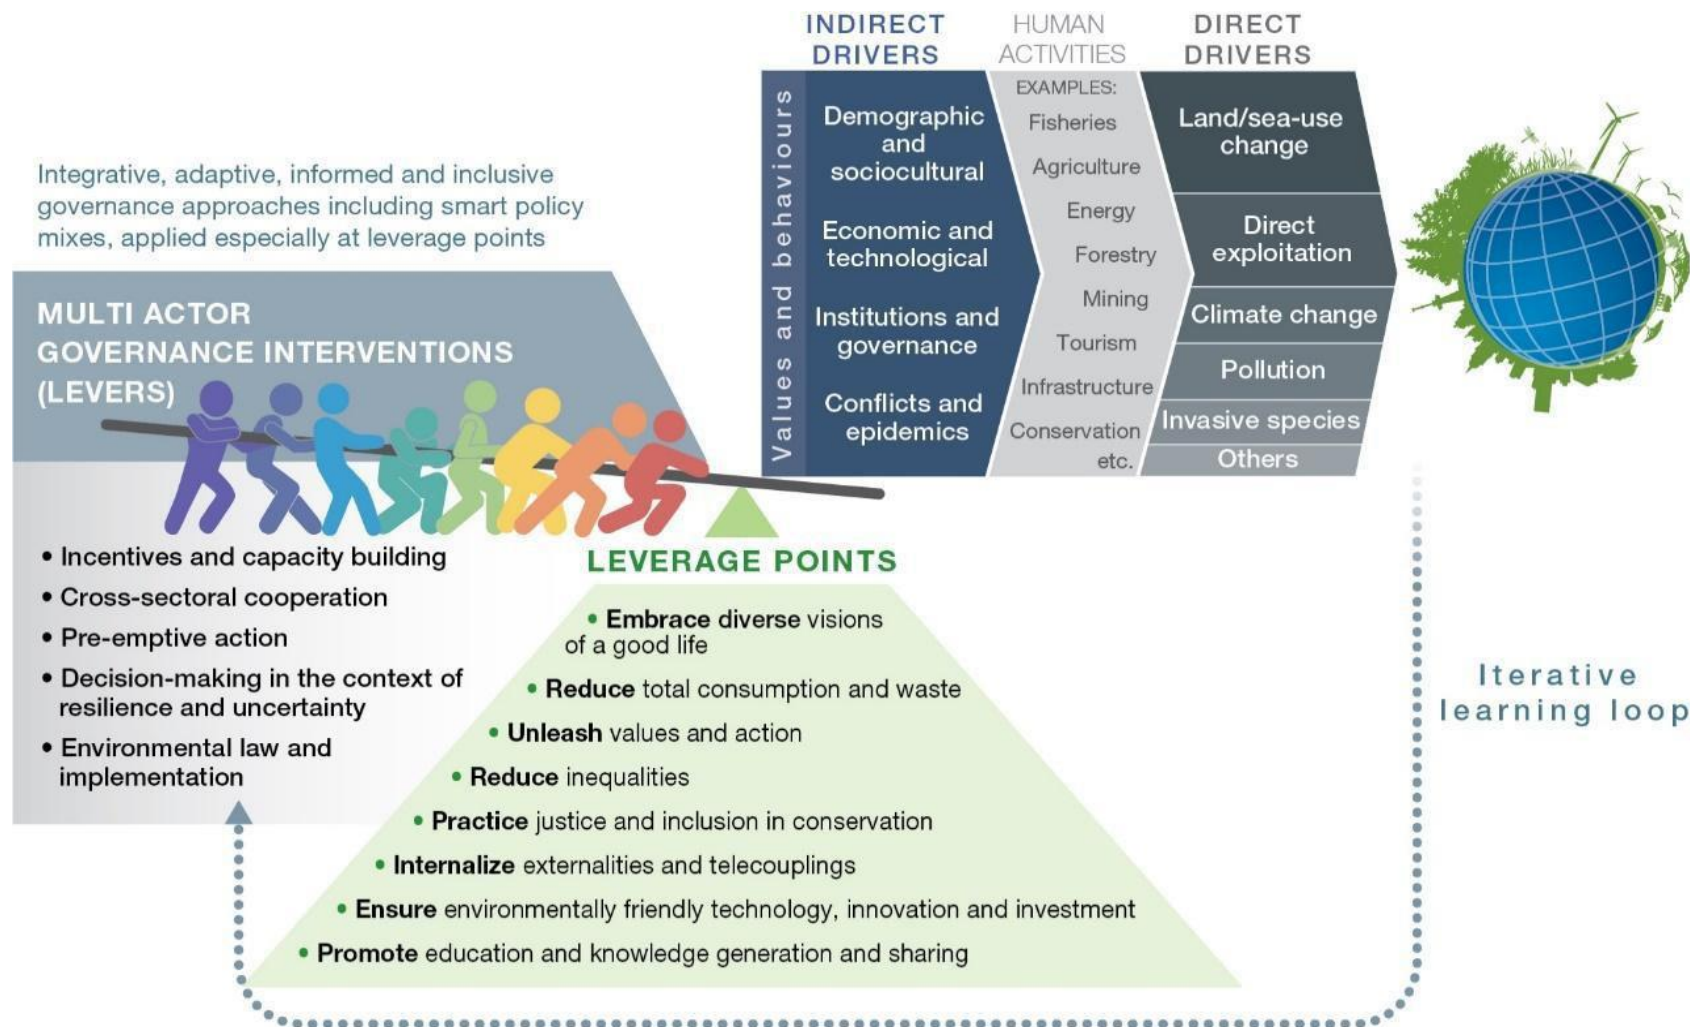 INDIRECT
DRIVERS
HUMAN
ACTIVITIES
DIRECT
DRIVERS
Values and behaviours
Demographic
and
sociocultural
Economic and
technological
Institutions and
governance
Conflicts and
epidemics
EXAMPLES:
Fisheries
Agriculture
Energy
Forestry
Mining
Tourism
Infrastructure
Conservation
etc.
Land/sea-use
change
Direct
exploitation
Climate change
Pollution
Invasive species
Others
Integrative, adaptive, informed and inclusive
governance approaches including smart policy
mixes, applied especially at leverage points
MULTI ACTOR
GOVERNANCE INTERVENTIONS
(LEVERS)
• Incentives and capacity building
• Cross-sectoral cooperation
• Pre-emptive action
• Decision-making in the context of
resilience and uncertainty
• Environmental law and
implementation
LEVERAGE POINTS
• Embrace diverse visions
of a good life
• Reduce total consumption and waste
• Unleash values and action
• Reduce inequalities
• Practice justice and inclusion in conservation
• Internalize externalities and telecouplings
• Ensure environmentally friendly technology, innovation and investment
• Promote education and knowledge generation and sharing
Iterative
learning loop